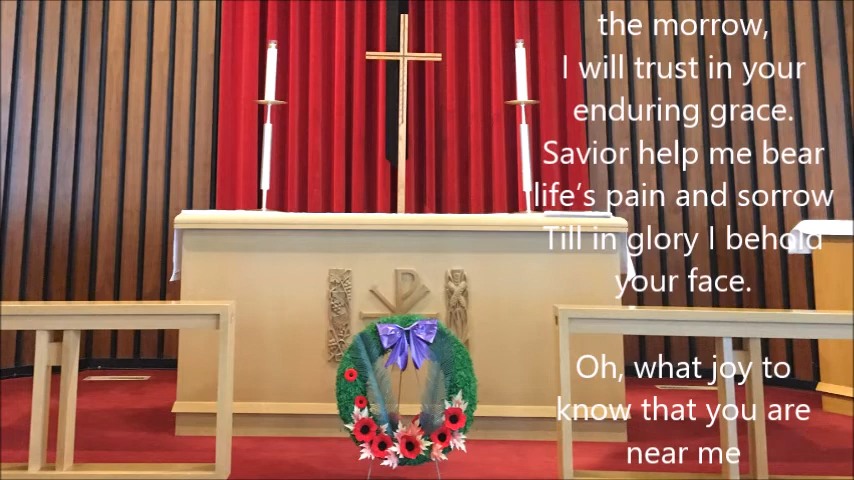 the morrow,
I will trust in your
enduring grace.
Savior help me bear
life's pain and sorrow
Till in glory I behold
your face.
Oh, what joy to
know that you are
near me